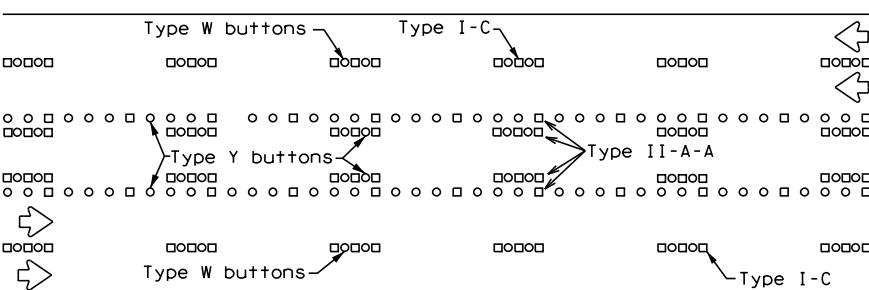 Type W buttons
Type I-C
Type Y buttons
Type II-A-A
Type W buttons
Type I-C